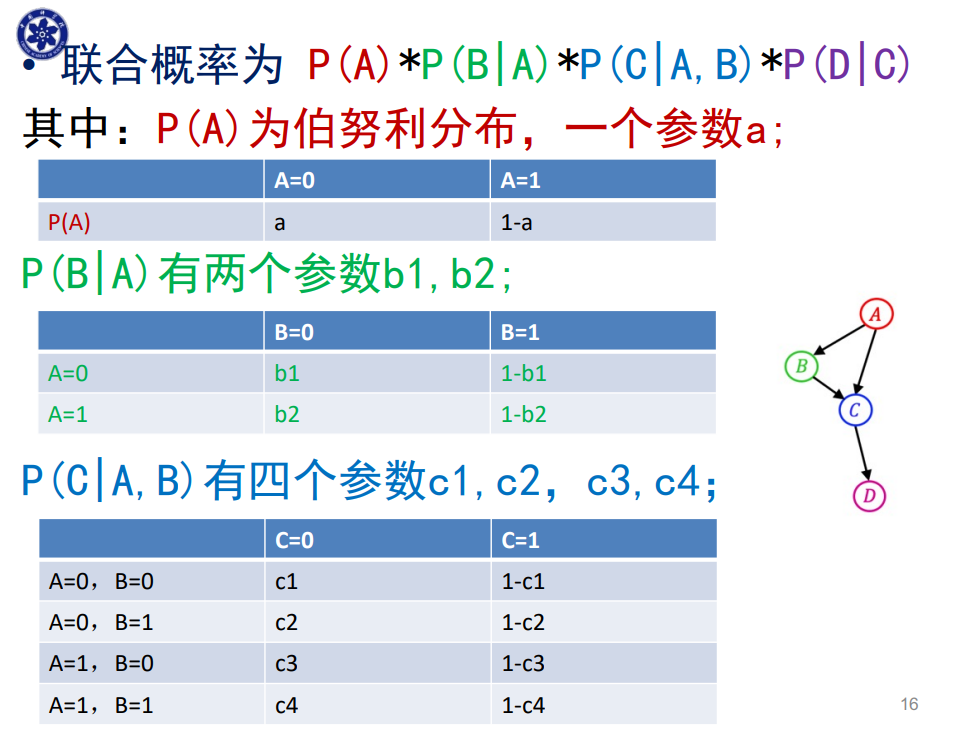 • 联合概率为 P(A)*P(B|A)*P(C|A,B)*P(D|C)
其中：P(A)为伯努利分布，一个参数a;
A=0 A=1
P(A) a 1-a
P(B|A)有两个参数b1,b2;
B=0 B=1
A=0 b1 1-b1
A=1 b2 1-b2
A
B
C
D
P(C|A,B)有四个参数c1,c2，c3,c4;
C=0 C=1
A=0，B=0 c1 1-c1
A=0，B=1 c2 1-c2
A=1，B=0 c3 1-c3
A=1，B=1 c4 1-c4
16